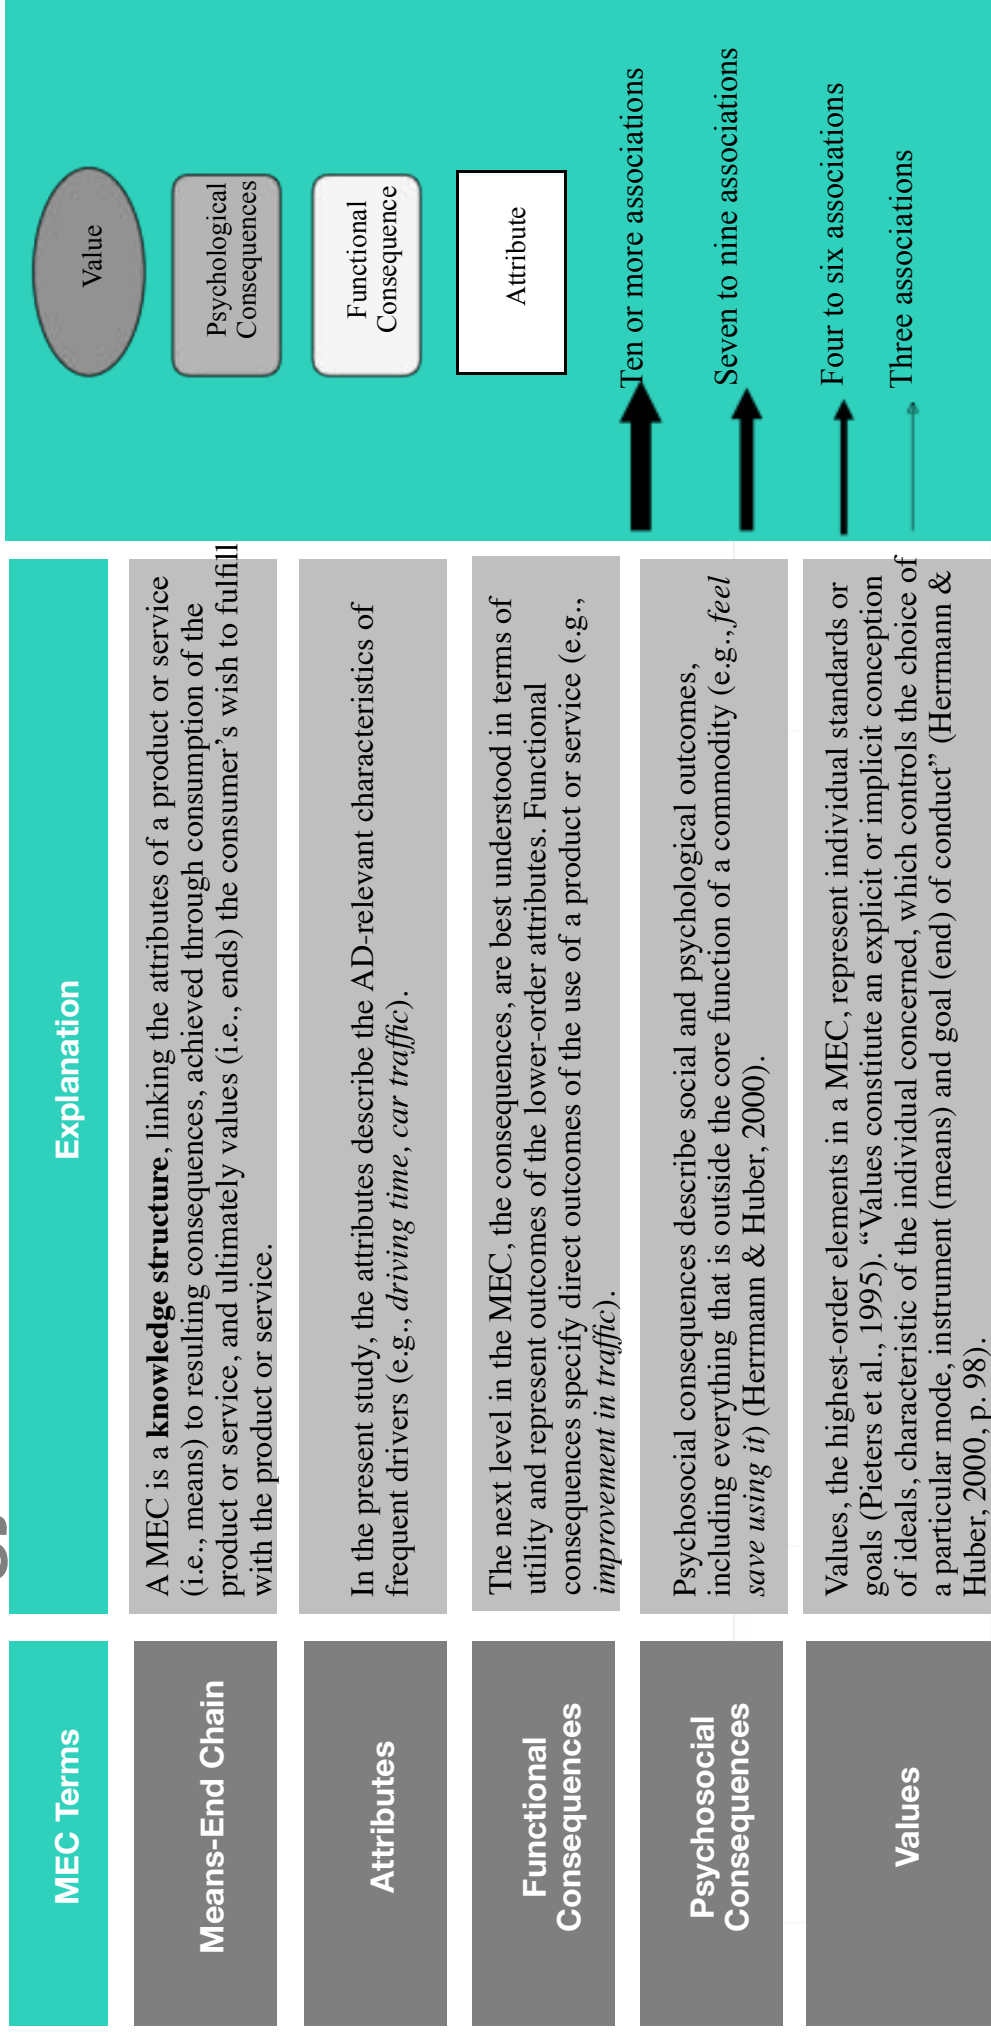 MEC Terms
Explanation
Means-End Chain
A MEC is a knowledge structure, linking the attributes of a product or service
(i.e., means) to resulting consequences, achieved through consumption of the
product or service, and ultimately values (i.e., ends) the consumer’s wish to fulfill
with the product or service.
Attributes
In the present study, the attributes describe the AD-relevant characteristics of
frequent drivers (e.g., driving time, car traffic).
Functional
Consequences
The next level in the MEC, the consequences, are best understood in terms of
utility and represent outcomes of the lower-order attributes. Functional
consequences specify direct outcomes of the use of a product or service (e.g.,
improvement in traffic).
Psychosocial
Consequences
Psychosocial consequences describe social and psychological outcomes,
including everything that is outside the core function of a commodity (e.g., feel
save using it) (Herrmann & Huber, 2000).
Values
Values, the highest-order elements in a MEC, represent individual standards or
goals (Pieters et al., 1995). “Values constitute an explicit or implicit conception
of ideals, characteristic of the individual concerned, which controls the choice of
a particular mode, instrument (means) and goal (end) of conduct” (Herrmann &
Huber, 2000, p. 98).
Value
Psychological
Consequences
Functional
Consequence
Attribute
Ten or more associations
Seven to nine associations
Four to six associations
Three associations